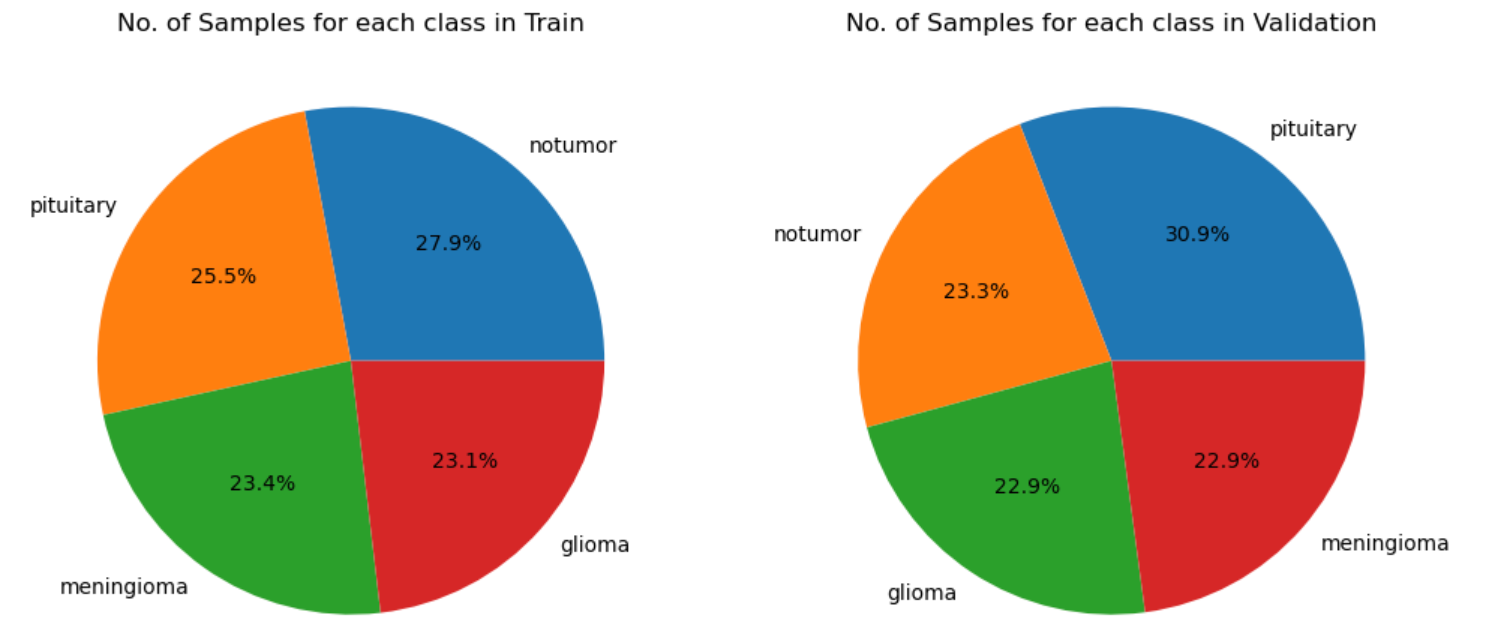 No. of Samples for each class in Train
notumor
pituitary
27.9%
25.5%
23.1%
23.4%
glioma
meningioma
No. of Samples for each class in Validation
pituitary
notumor
30.9%
23.3%
22.9%
22.9%
meningioma
glioma